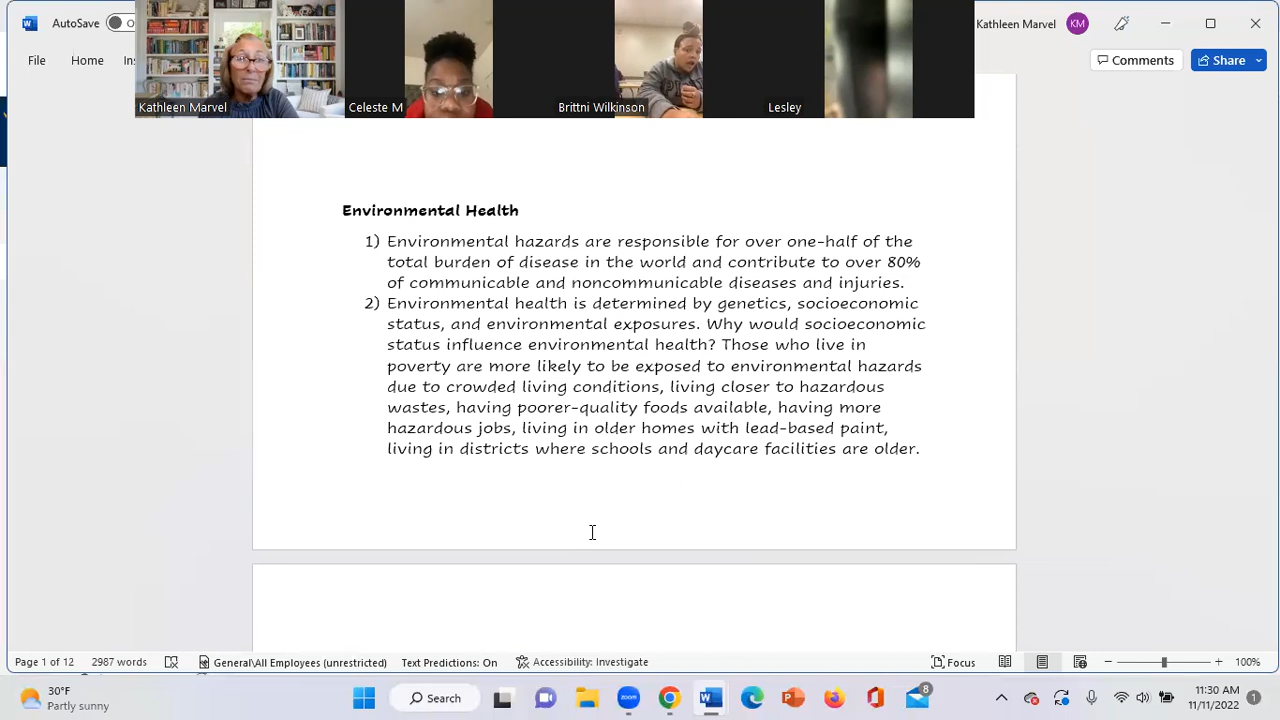 AutoSave
Kathleen Marvel
KM
File
Home
Comments
Share
Kathleen Marvel
Celeste M
Brittni Wilkinson
Lesley
Environmental Health
1) Environmental hazards are responsible for over one-half of the
total burden of disease in the world and contribute to over 80%
of communicable and noncommunicable diseases and injuries.
2) Environmental health is determined by genetics, socioeconomic
status, and environmental exposures. Why would socioeconomic
status influence environmental health? Those who live in
poverty are more likely to be exposed to environmental hazards
due to crowded living conditions, living closer to hazardous
wastes, having poorer-quality foods available, having more
hazardous jobs, living in older homes with lead-based paint,
living in districts where schools and daycare facilities are older.
Page 1 of 12
2987 words
General\All Employees (unrestricted)
Text Predictions: On
Accessibility: Investigate
Focus
100%
30°F
Partly sunny
Search
zoom
8
11:30 AM
11/11/2022
1